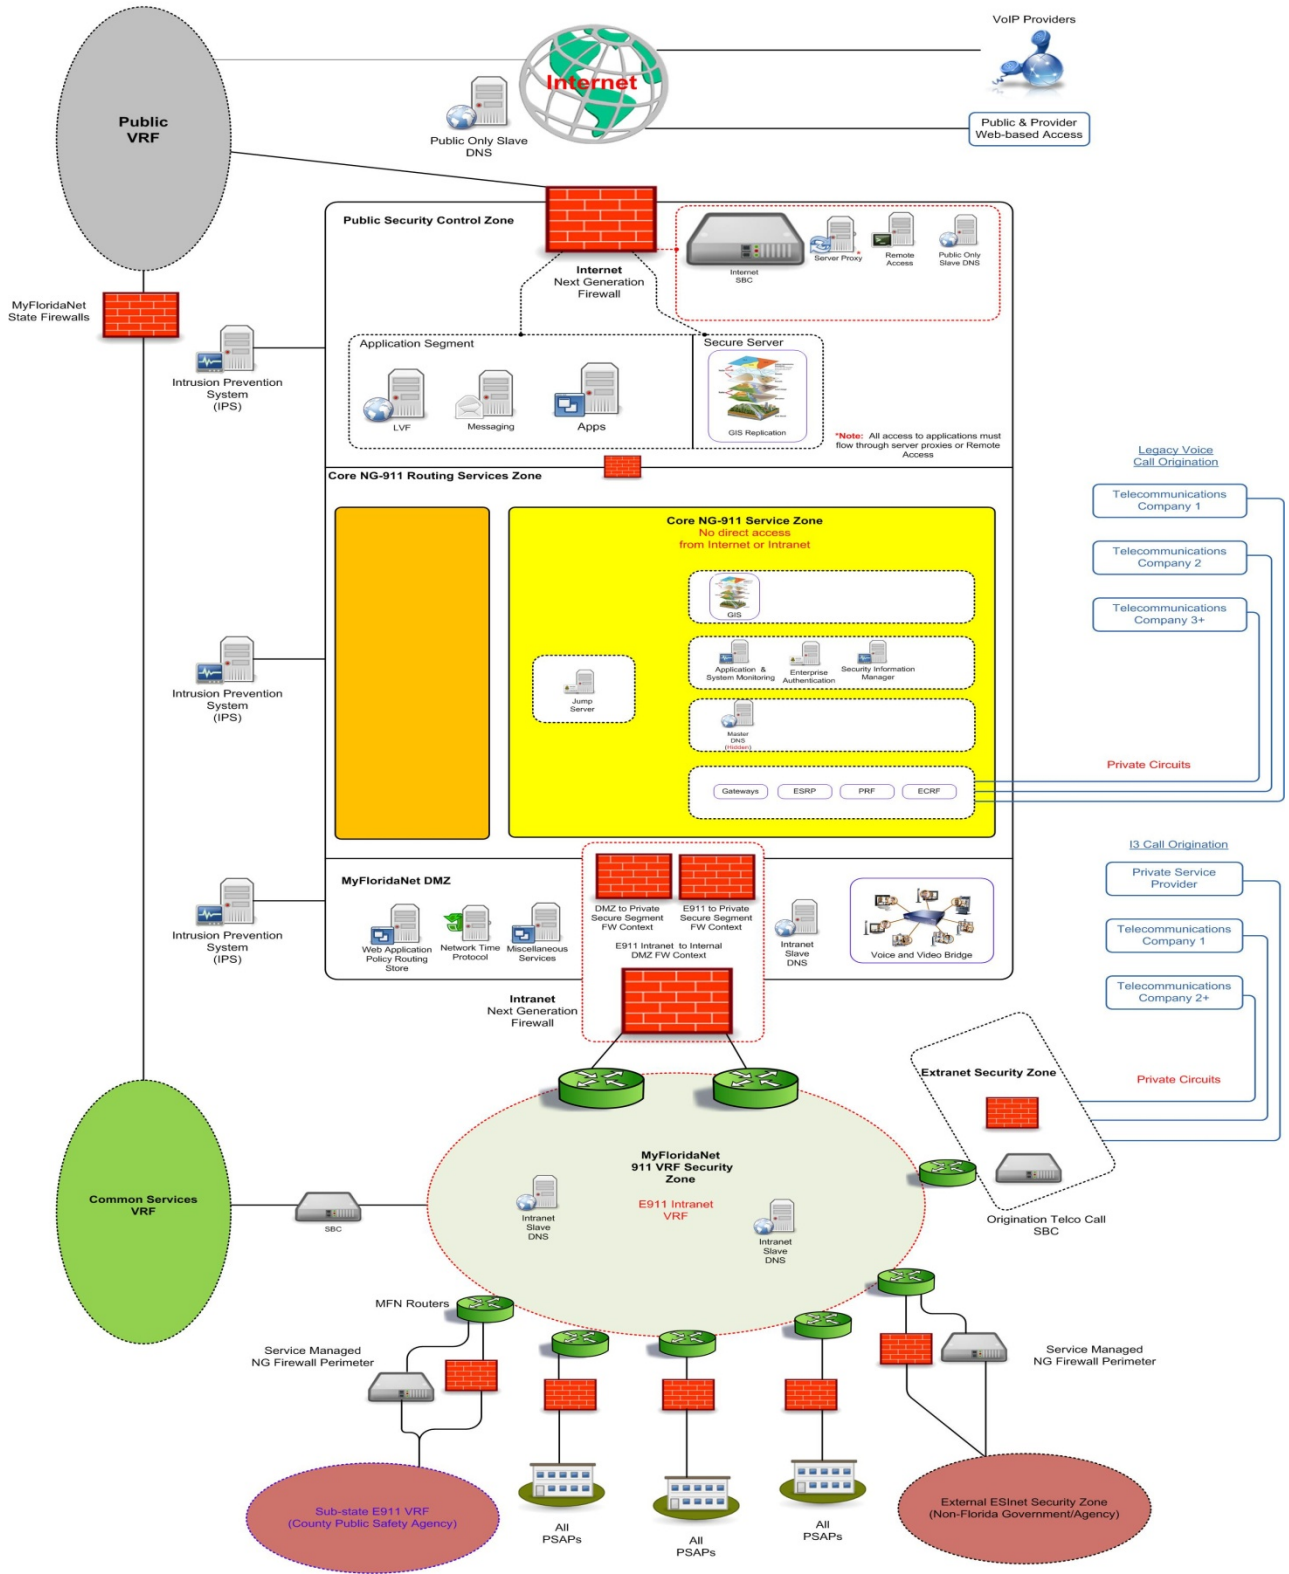 VoIP Providers
Internet
Public
VRF
Public & Provider
Web-based Access
Public Only Slave
DNS
Public Security Control Zone
Internet
SBC
Server Proxy *
Remote
Access
Public Only
Slave DNS
Internet
Next Generation
Firewall
MyFloridaNet
State Firewalls
Application Segment
Secure Server
LVF
Messaging
Apps
GIS Replication
Intrusion Prevention
System
(IPS)
*Note: All access to applications must
flow through server proxies or Remote
Access
Core NG-911 Routing Services Zone
Legacy Voice
Call Origination
Telecommunications
Company 1
Telecommunications
Company 2
Telecommunications
Company 3+
Core NG-911 Service Zone
No direct access
from Internet or Intranet
GIS
Application &
System Monitoring
Enterprise
Authentication
Security Information
Manager
Jump
Server
Master
DNS
(Hidden)
Intrusion Prevention
System
(IPS)
Gateways
ESRP
PRF
ECRF
Private Circuits
I3 Call Origination
Private Service
Provider
Telecommunications
Company 1
Telecommunications
Company 2+
MyFloridaNet DMZ
DMZ to Private
Secure Segment
FW Context
E911 to Private
Secure Segment
FW Context
E911 Intranet to Internal
DMZ FW Context
Intrusion Prevention
System
(IPS)
Web Application
Policy Routing
Store
Network Time
Protocol
Miscellaneous
Services
Intranet
Slave
DNS
Voice and Video Bridge
Intranet
Next Generation
Firewall
Extranet Security Zone
Private Circuits
MyFloridaNet
911 VRF Security
Zone
E911 Intranet
VRF
Common Services
VRF
SBC
Intranet
Slave
DNS
Intranet
Slave
DNS
Origination Telco Call
SBC
MFN Routers
Service Managed
NG Firewall Perimeter
Service Managed
NG Firewall Perimeter
Sub-state E911 VRF
(County Public Safety Agency)
All
PSAPs
All
PSAPs
All
PSAPs
External ESInet Security Zone
(Non-Florida Government/Agency)